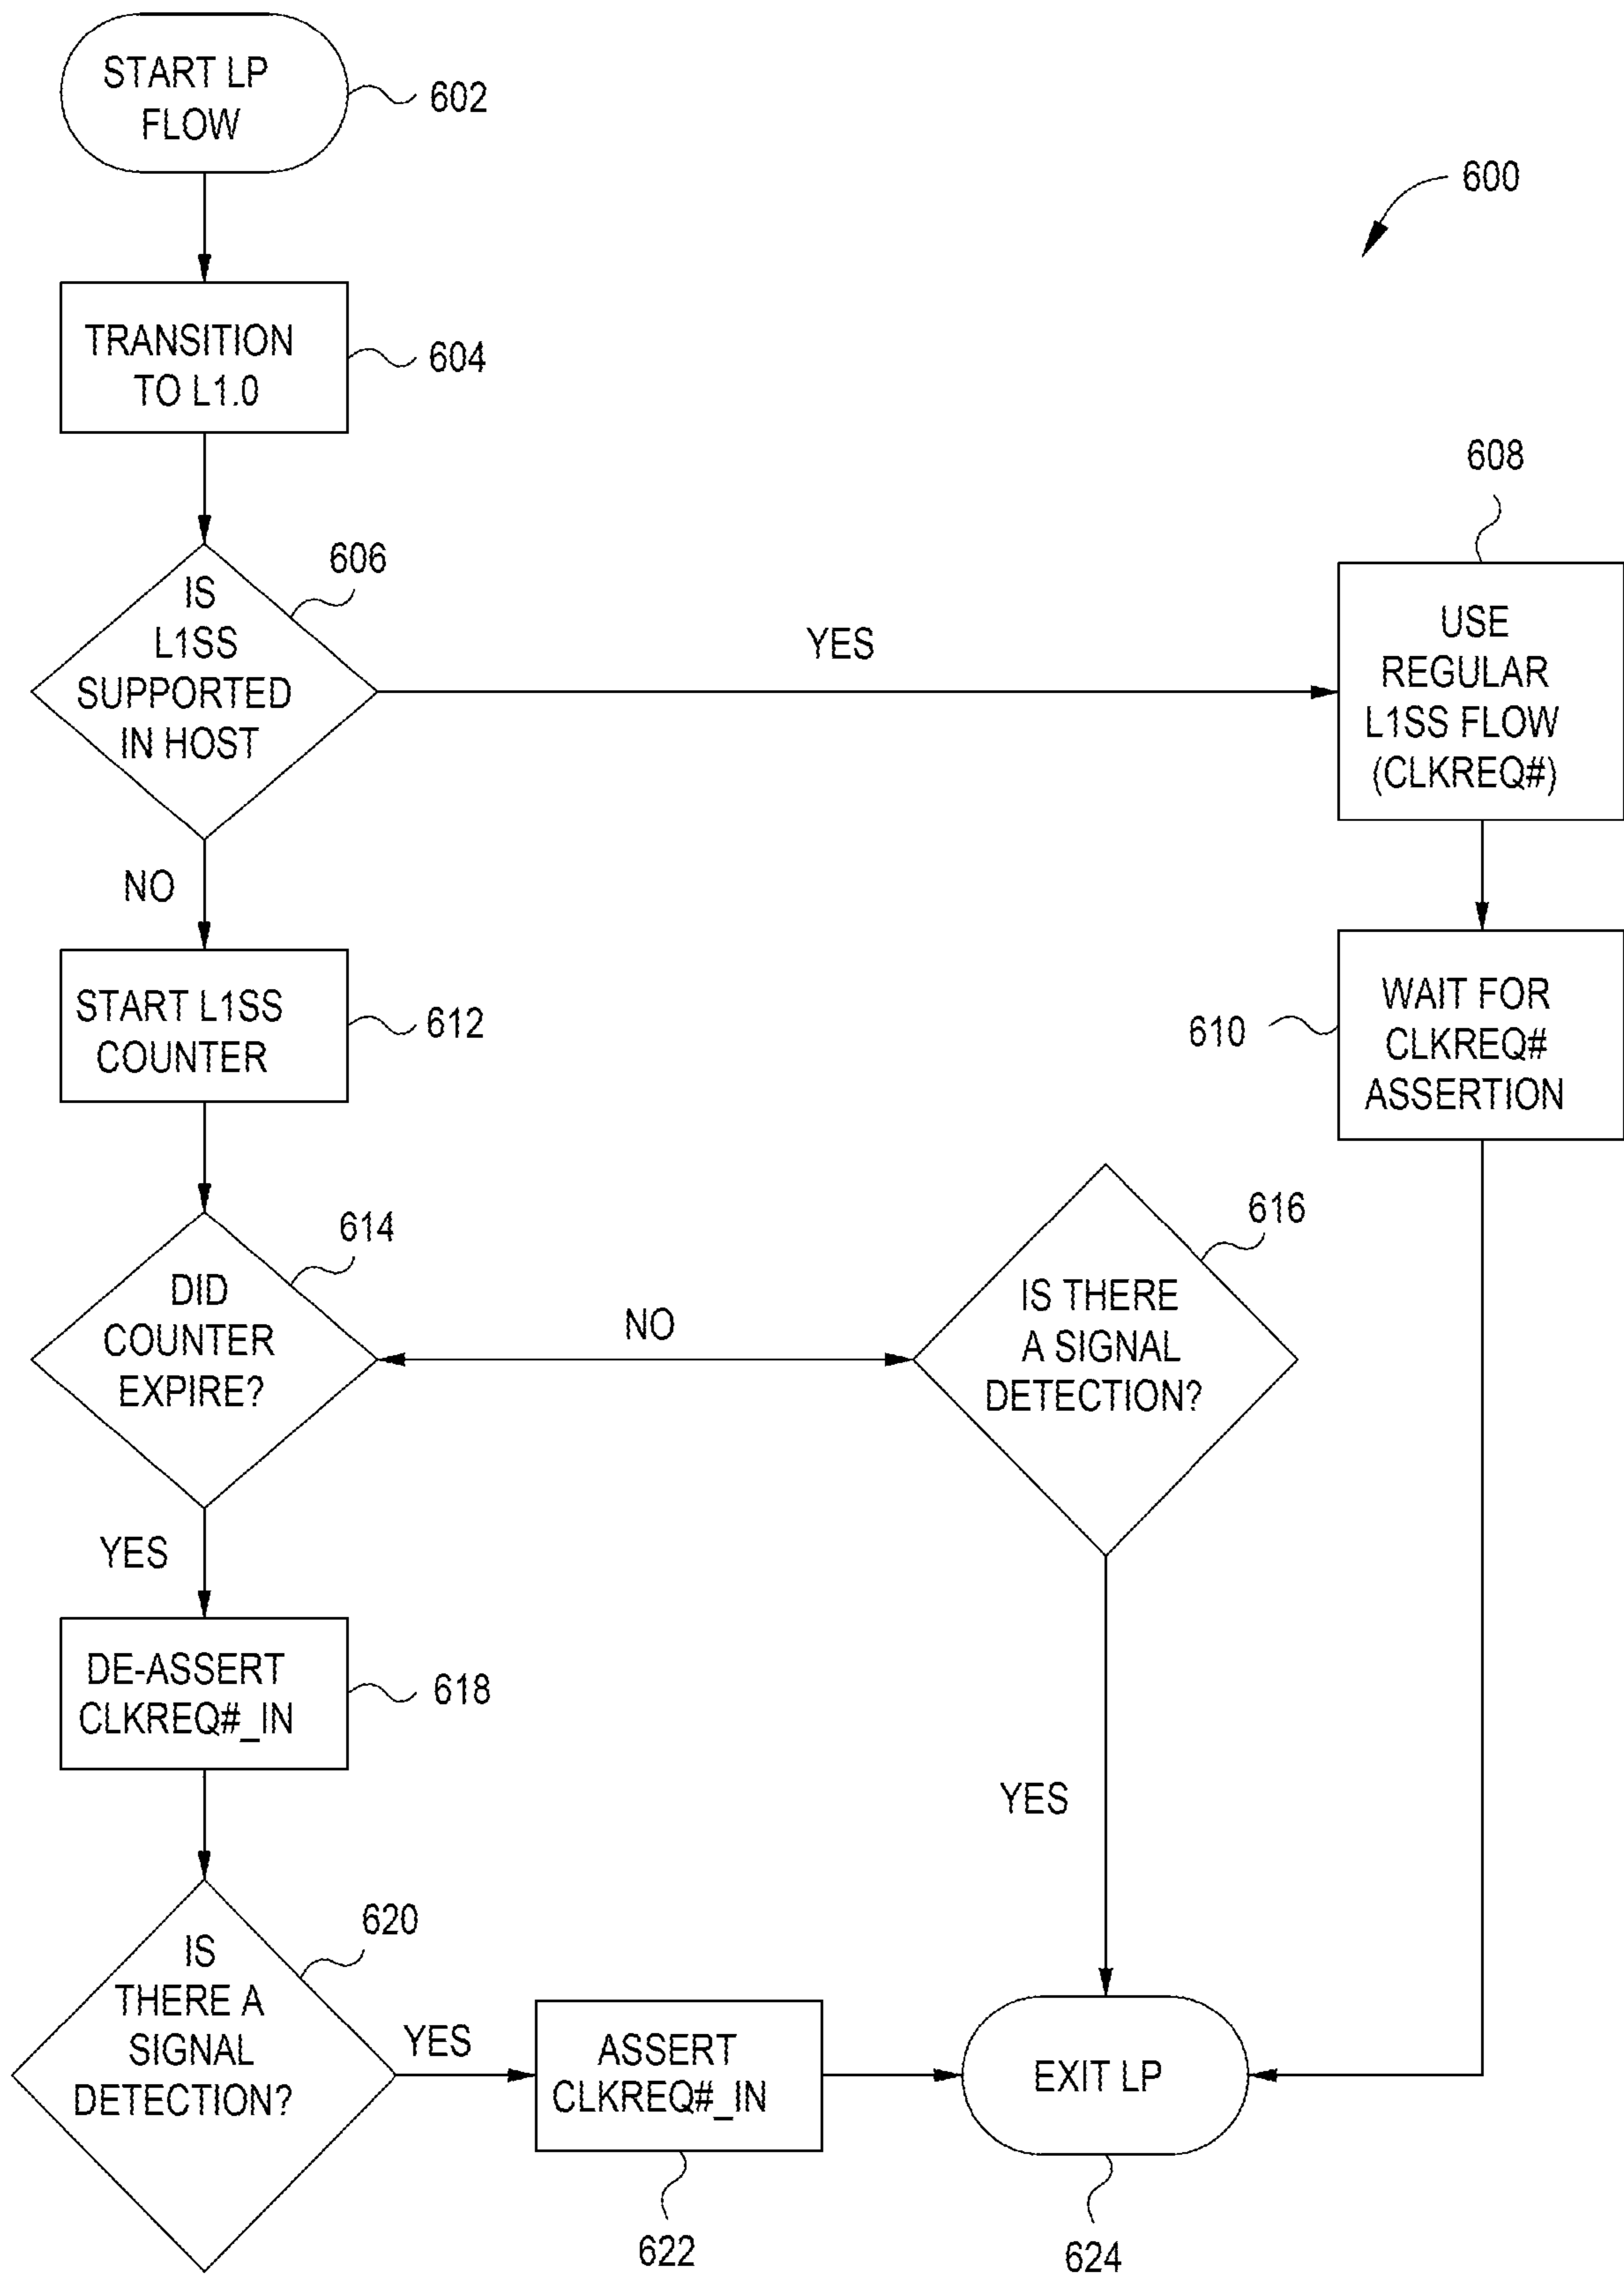 START LP
FLOW
602
600
TRANSITION
TO L1.0
604
606
IS
L1SS
SUPPORTED
IN HOST
YES
608
USE
REGULAR
L1SS FLOW
(CLKREQ#)
NO
START L1SS
COUNTER
612
610
WAIT FOR
CLKREQ#
ASSERTION
614
DID
COUNTER
EXPIRE?
NO
616
IS THERE
A SIGNAL
DETECTION?
YES
DE-ASSERT
CLKREQ#_IN
618
YES
620
IS
THERE A
SIGNAL
DETECTION?
YES
ASSERT
CLKREQ#_IN
622
EXIT LP
624